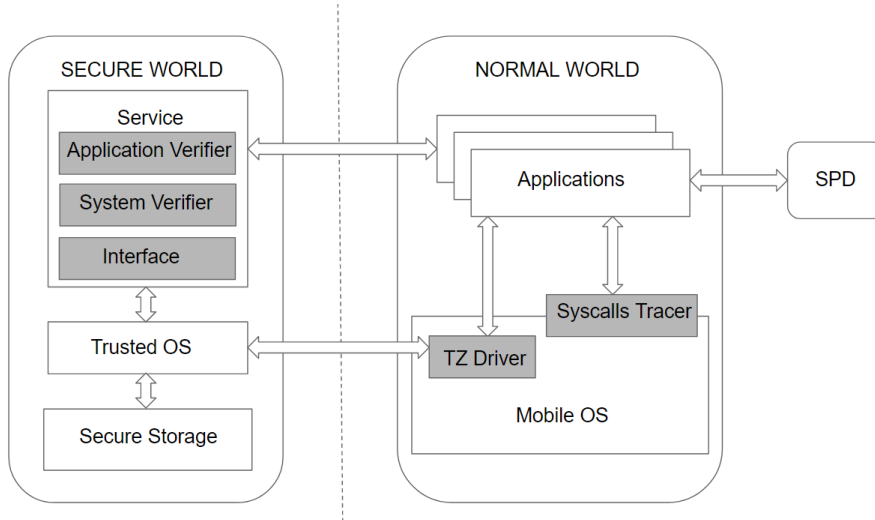 SECURE WORLD
Service
Application Verifier
System Verifier
Interface
Trusted OS
Secure Storage
NORMAL WORLD
Applications
Syscalls Tracer
TZ Driver
Mobile OS
SPD